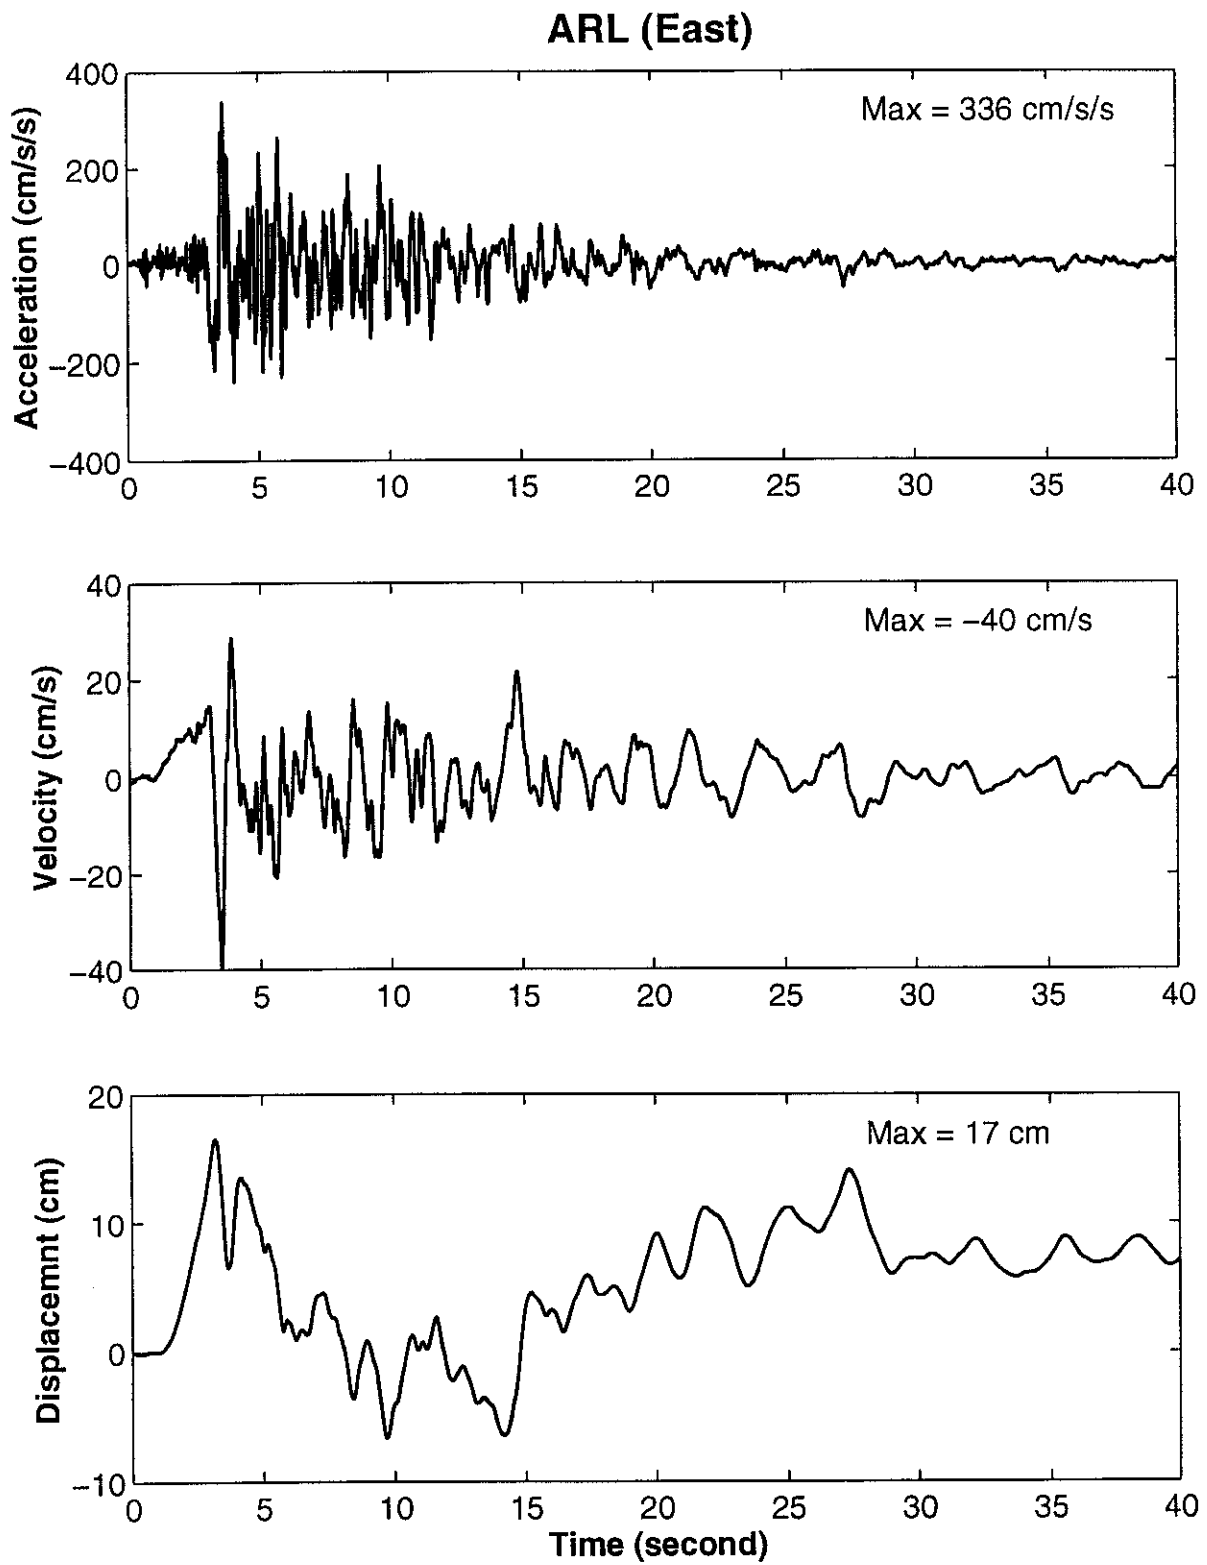 ARL (East)
400
200
0
−200
−400
Acceleration (cm/s/s)
Max = 336 cm/s/s
0 5 10 15 20 25 30 35 40
40
20
0
−20
−40
Velocity (cm/s)
Max = −40 cm/s
0 5 10 15 20 25 30 35 40
20
10
0
−10
Displacemnt (cm)
Max = 17 cm
0 5 10 15 20 25 30 35 40
Time (second)